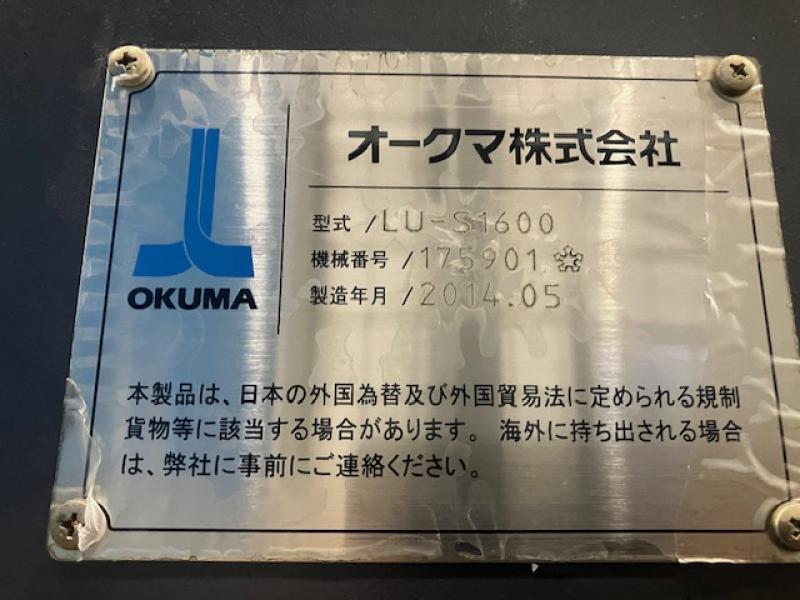 オークマ株式会社
OKUMA
型式 /LU-S1600
機械番号 /175901
製造年月 /2014.05
本製品は、日本の外国為替及び外国貿易法に定められる規制
貨物等に該当する場合があります。 海外に持ち出される場合
は、弊社に事前にご連絡ください。